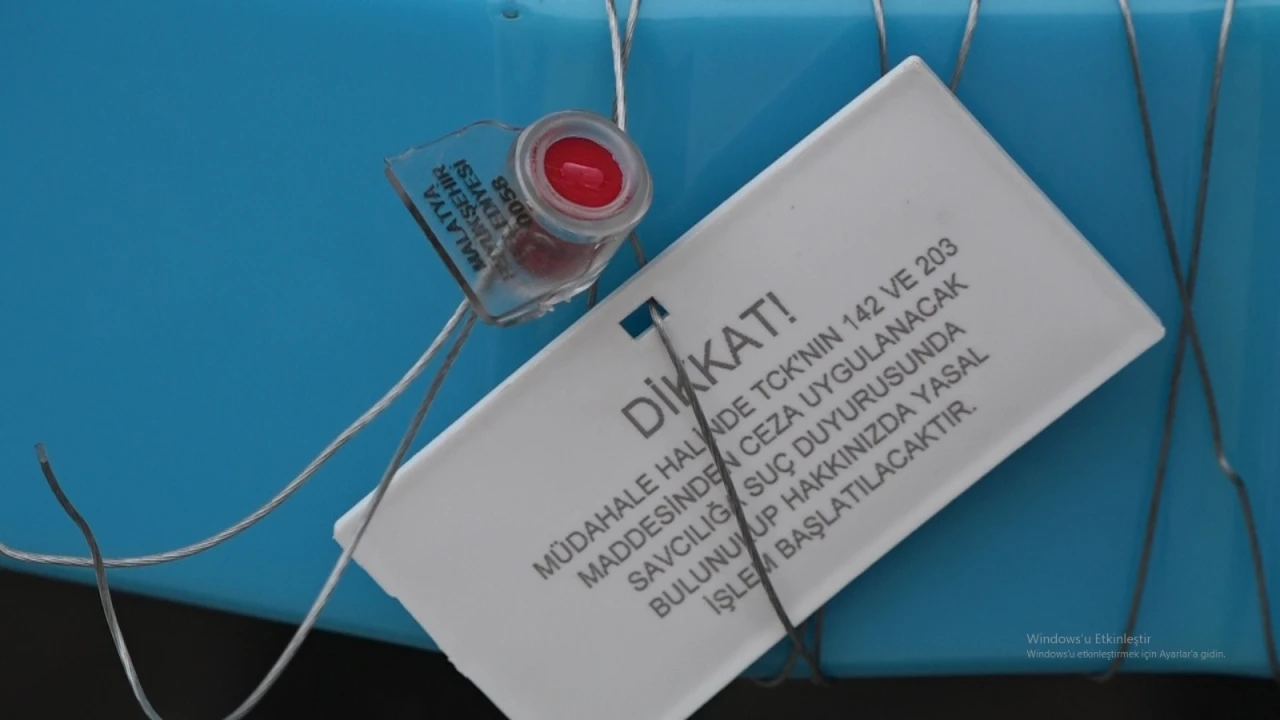 MALATYA
BÜYÜKŞEHİR
BELEDİYESİ
0058
DİKKAT!
MÜDAHALE HALİNDE TCK'NIN 142 VE 203
MADDESİNDEN CEZA UYGULANACAK
SAVCILIĞA SUÇ DUYURUSUNDA
BULUNULUP HAKKINIZDA YASAL
İŞLEM BAŞLATILACAKTIR.
Windows'u Etkinleştir
Windows'u etkinleştirmek için Ayarlar'a gidin.